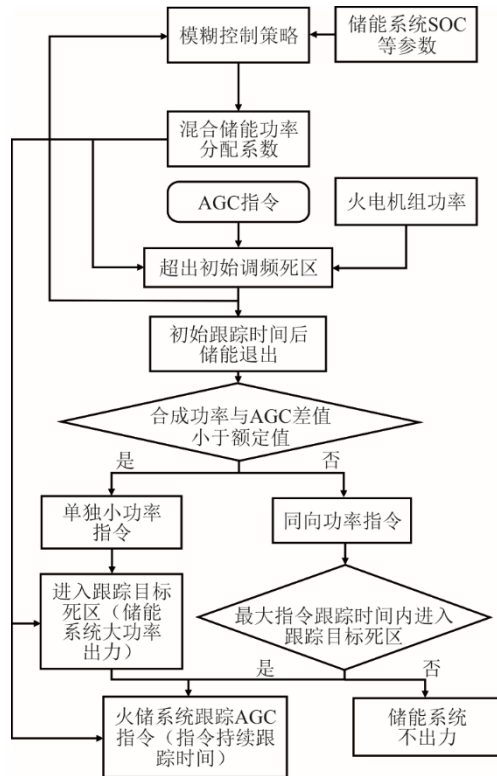 模糊控制策略
储能系统SOC
等参数
混合储能功率
分配系数
AGC指令
火电机组功率
超出初始调频死区
初始跟踪时间后
储能退出
合成功率与AGC差值
小于额定值
是
否
单独小功率
指令
同向功率指令
进入跟踪目标
死区（储能
系统大功率
出力）
最大指令跟踪时间内进入
跟踪目标死区
是
否
火储系统跟踪AGC
指令（指令持续跟
踪时间）
储能系统
不出力